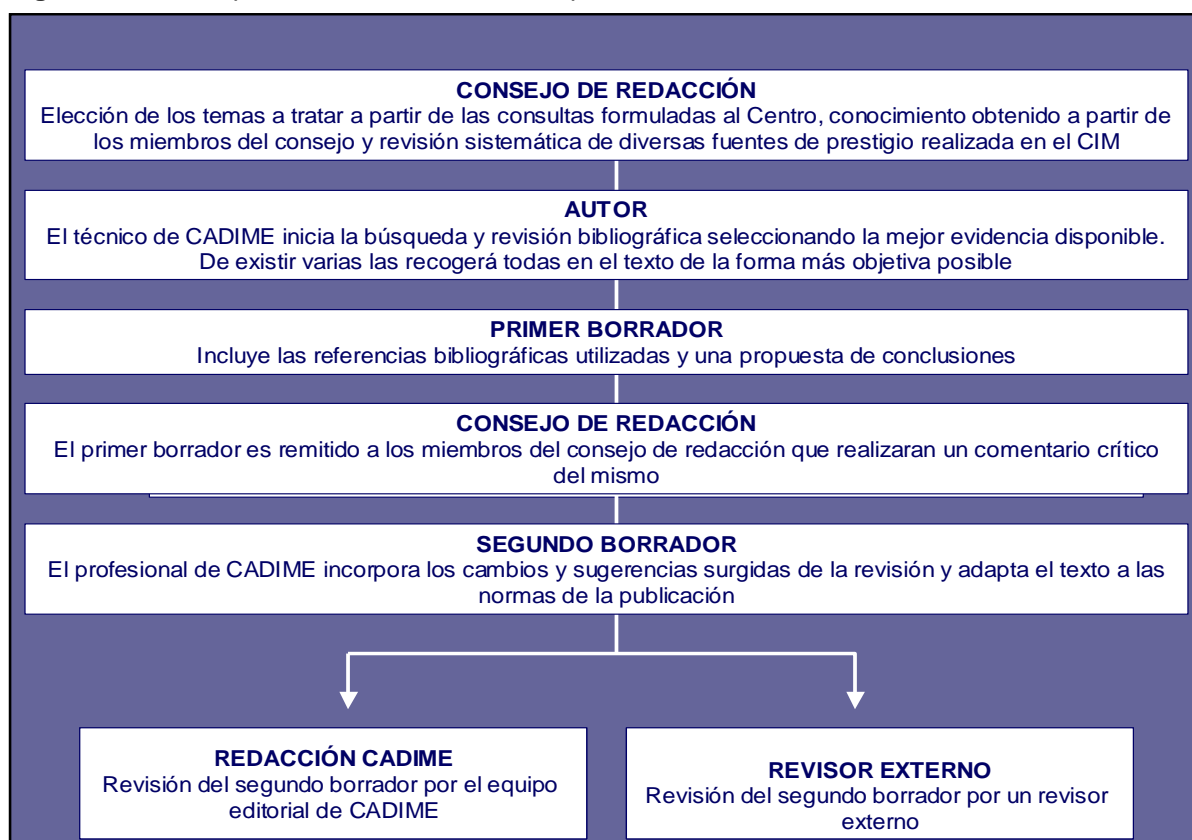 CONSEJO DE REDACCIÓN
Elección de los temas a tratar a partir de las consultas formuladas al Centro, conocimiento obtenido a partir de
los miembros del consejo y revisión sistemática de diversas fuentes de prestigio realizada en el CIM
AUTOR
El técnico de CADIME inicia la búsqueda y revisión bibliográfica seleccionando la mejor evidencia disponible.
De existir varias las recogerá todas en el texto de la forma más objetiva posible
PRIMER BORRADOR
Incluye las referencias bibliográficas utilizadas y una propuesta de conclusiones
CONSEJO DE REDACCIÓN
El primer borrador es remitido a los miembros del consejo de redacción que realizaran un comentario crítico
del mismo
SEGUNDO BORRADOR
El profesional de CADIME incorpora los cambios y sugerencias surgidas de la revisión y adapta el texto a las
normas de la publicación
REDACCIÓN CADIME
Revisión del segundo borrador por el equipo
editorial de CADIME
REVISOR EXTERNO
Revisión del segundo borrador por un revisor
externo